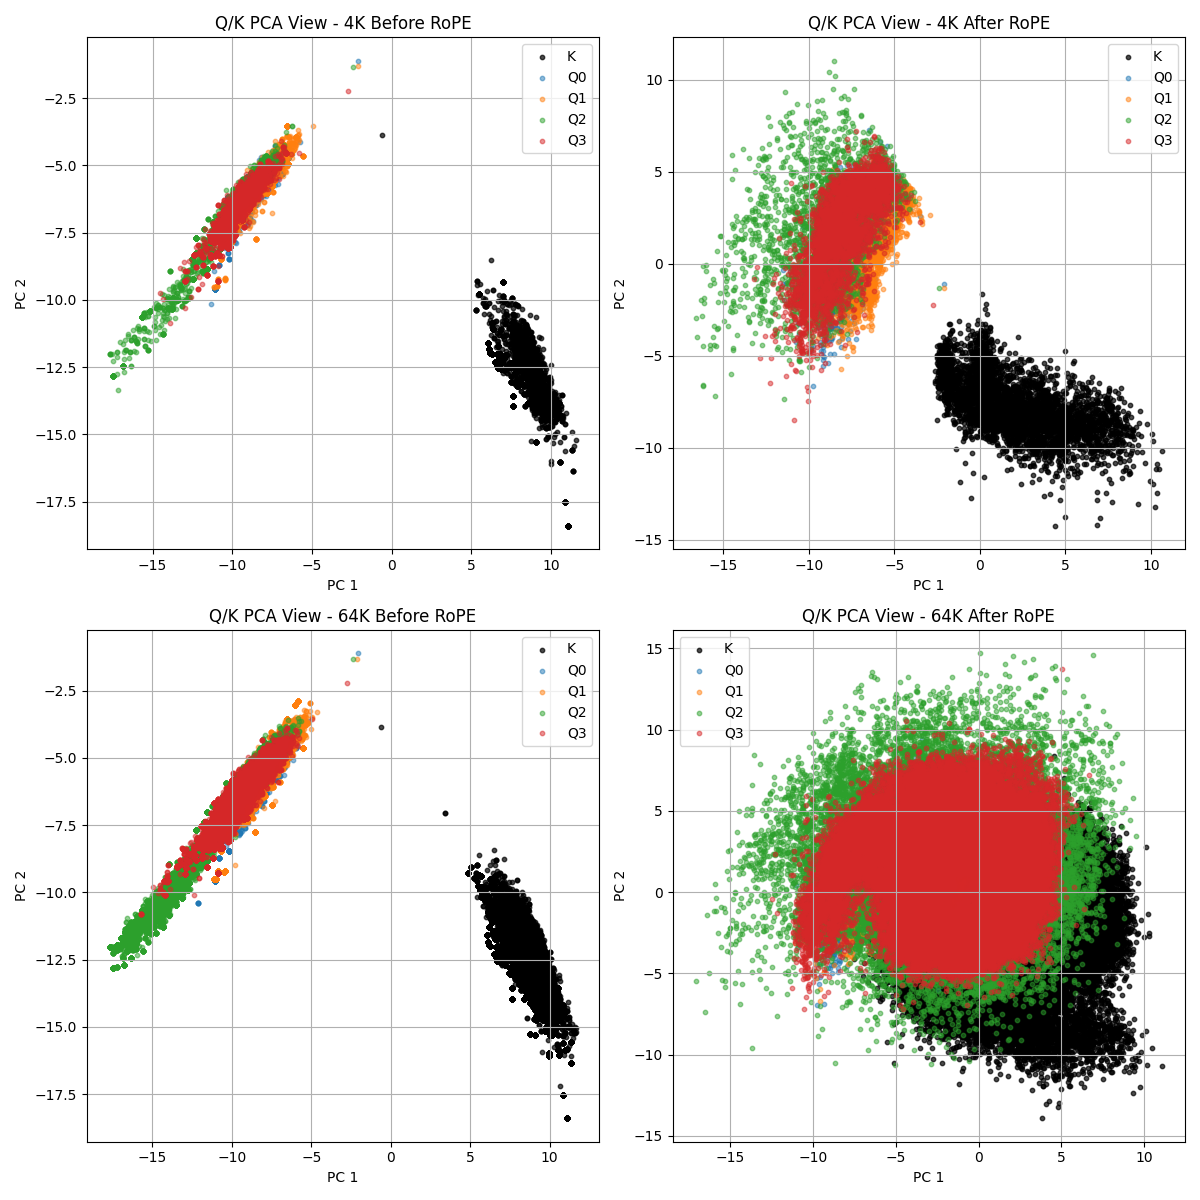 Q/K PCA View - 4K Before RoPE
K
Q0
Q1
Q2
Q3
PC 2
−2.5
−5.0
−7.5
−10.0
−12.5
−15.0
−17.5
−15
−10
−5
0
5
10
PC 1
Q/K PCA View - 4K After RoPE
K
Q0
Q1
Q2
Q3
PC 2
10
5
0
−5
−10
−15
−15
−10
−5
0
5
10
PC 1
Q/K PCA View - 64K Before RoPE
K
Q0
Q1
Q2
Q3
PC 2
−2.5
−5.0
−7.5
−10.0
−12.5
−15.0
−17.5
−15
−10
−5
0
5
10
PC 1
Q/K PCA View - 64K After RoPE
K
Q0
Q1
Q2
Q3
PC 2
15
10
5
0
−5
−10
−15
−15
−10
−5
0
5
10
PC 1